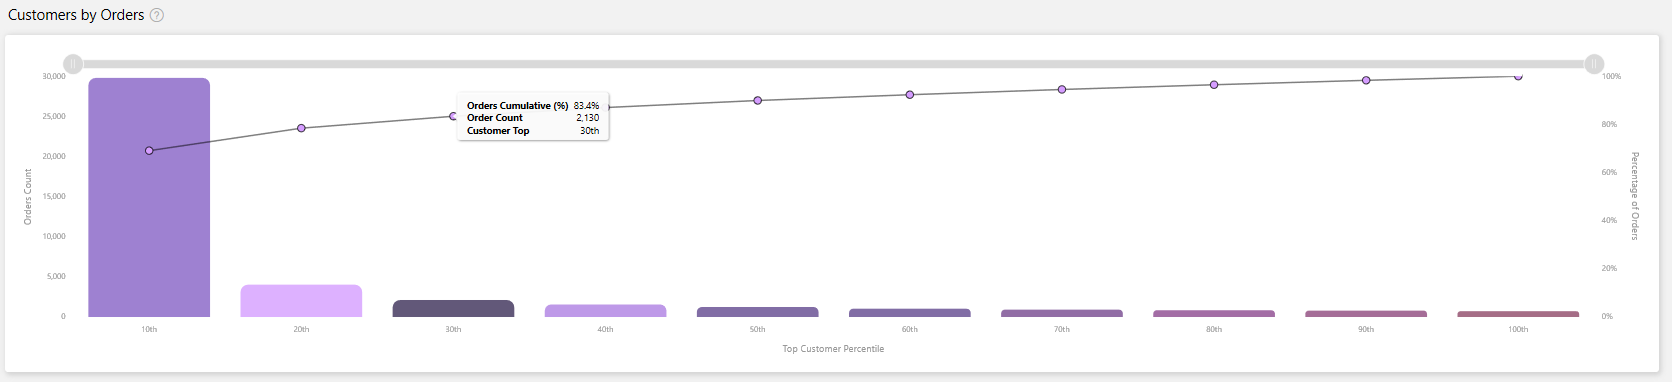 Customers by Orders ?
30,000
25,000
20,000
15,000
10,000
5,000
0
Orders Count
Orders Cumulative (%) 83.4%
Order Count 2,130
Customer Top 30th
100%
80%
60%
40%
20%
0%
Percentage of Orders
10th 20th 30th 40th 50th 60th 70th 80th 90th 100th
Top Customer Percentile